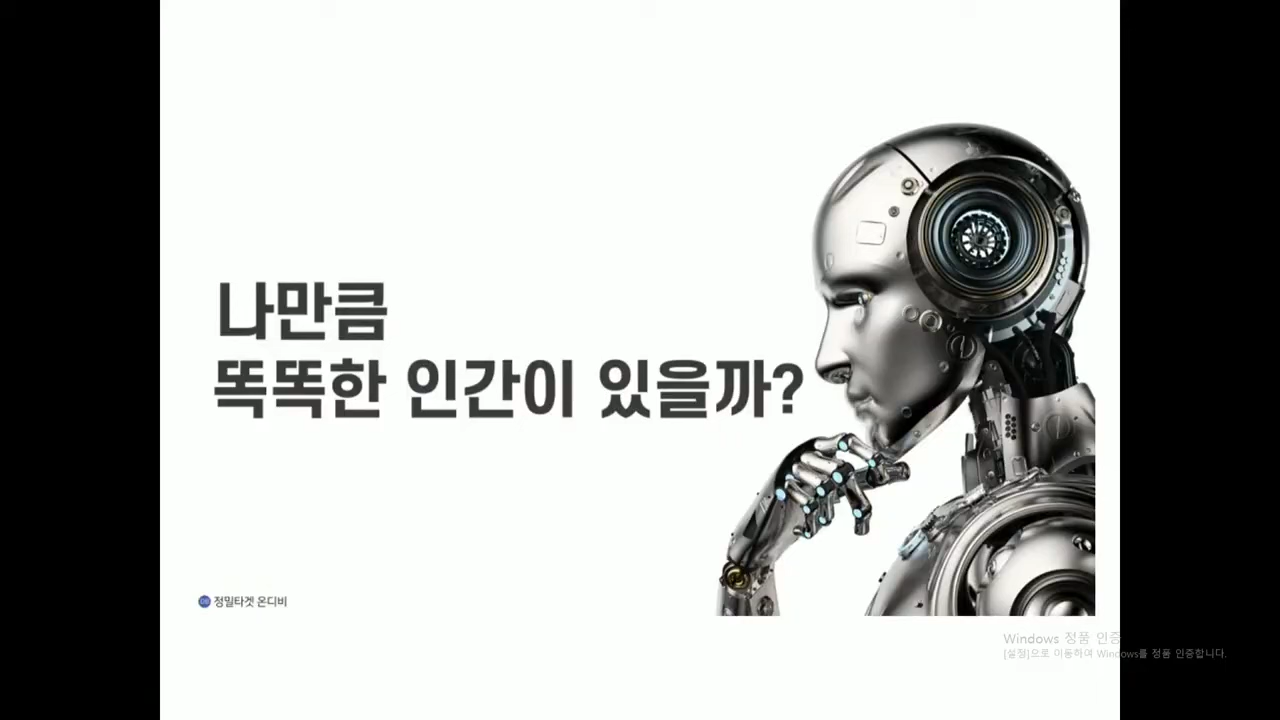 나만큼
똑똑한 인간이 있을까?
정밀타겟 온디비
Windows 정품 인증
[설정]으로 이동하여 Windows를 정품 인증합니다.